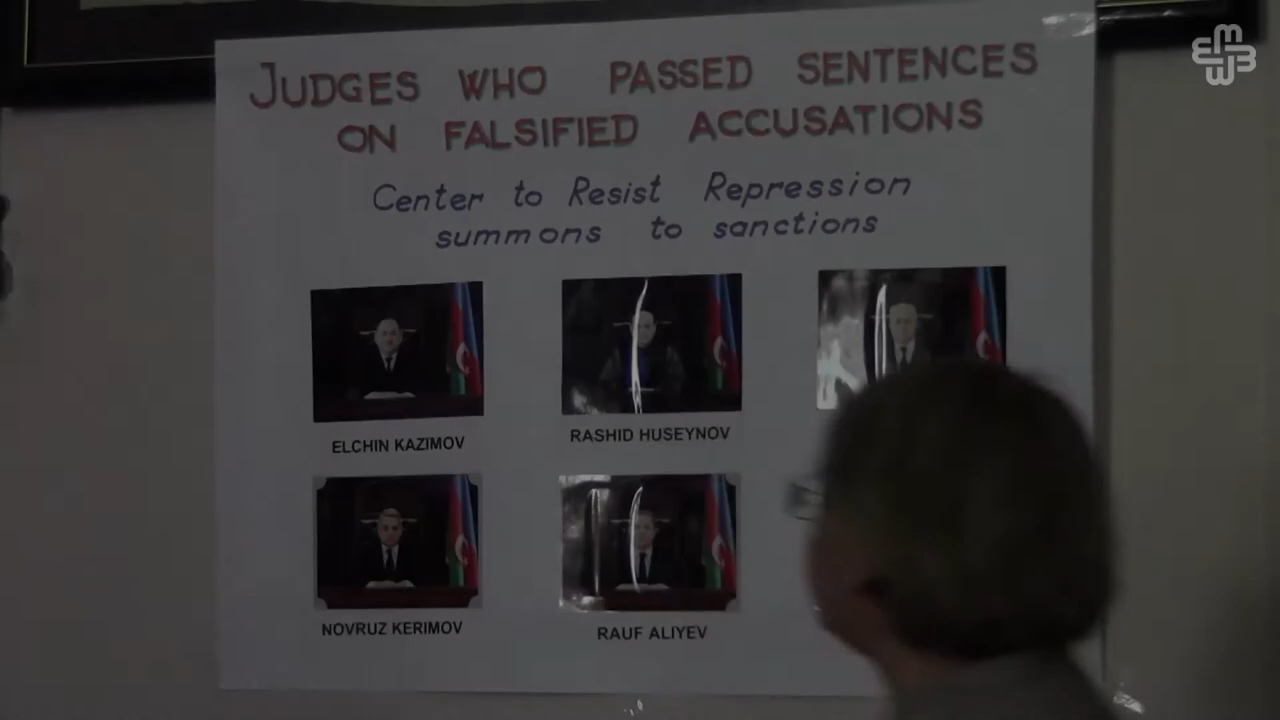 JUDGES WHO PASSED SENTENCES
ON FALSIFIED ACCUSATIONS
Center to Resist Repression
summons to sanctions
ELCHIN KAZIMOV
RASHID HUSEYNOV
NOVRUZ KERIMOV
RAUF ALIYEV